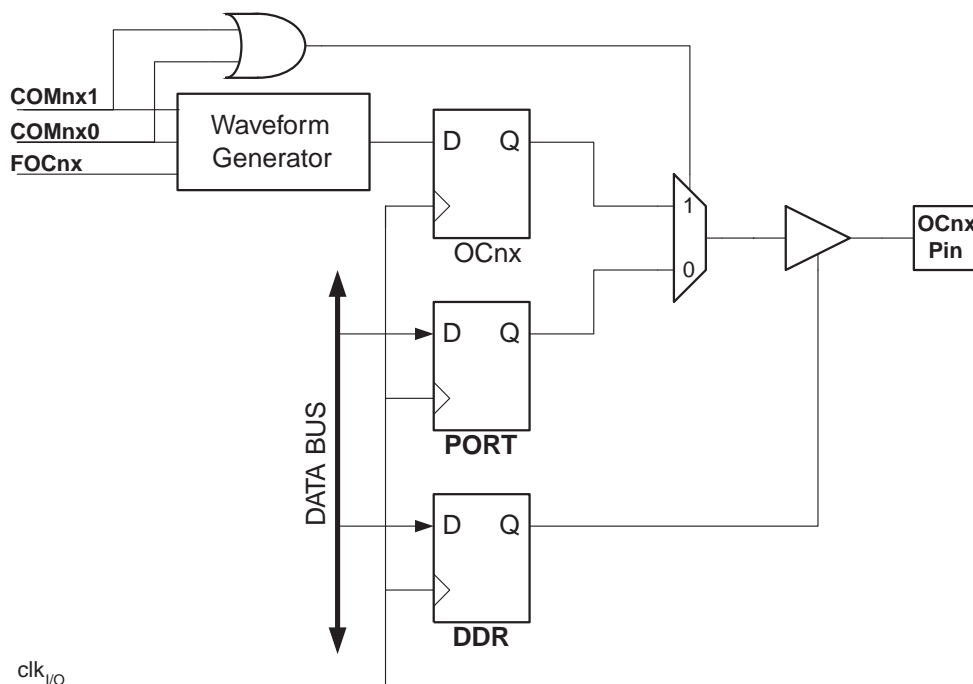 COMnx1
COMnx0
FOCnx
Waveform
Generator
D Q
OCnx
1
0
OCnx
Pin
D Q
PORT
DATA BUS
D Q
DDR
clkI/O